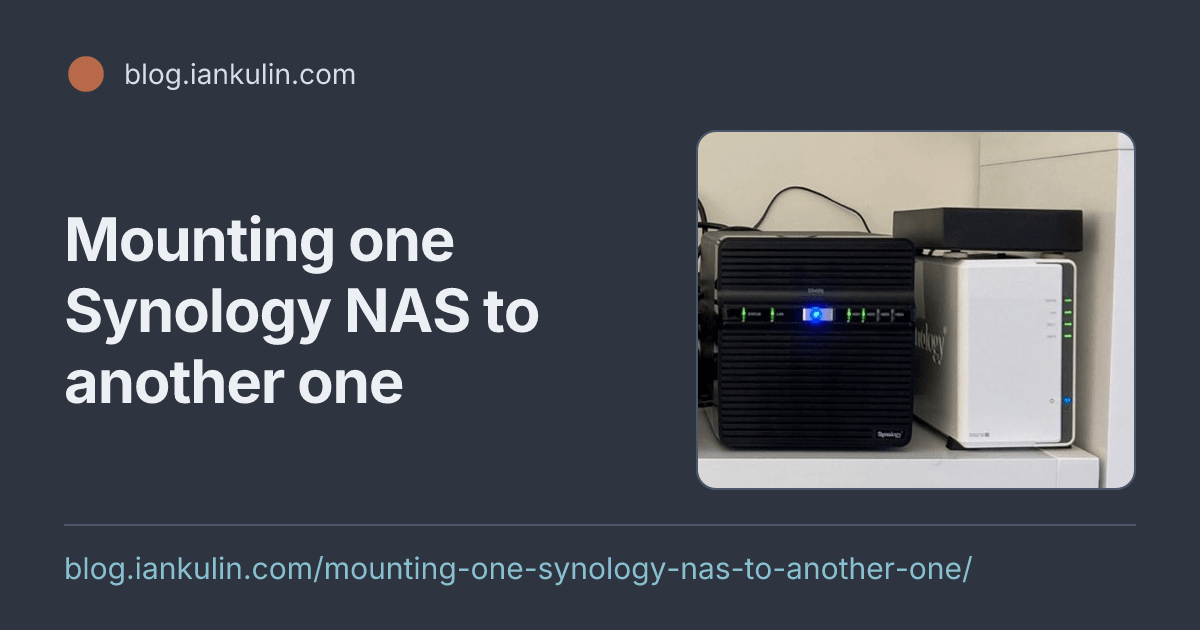 blog.iankulin.com
Mounting one
Synology NAS to
another one
Synology
blog.iankulin.com/mounting-one-synology-nas-to-another-one/